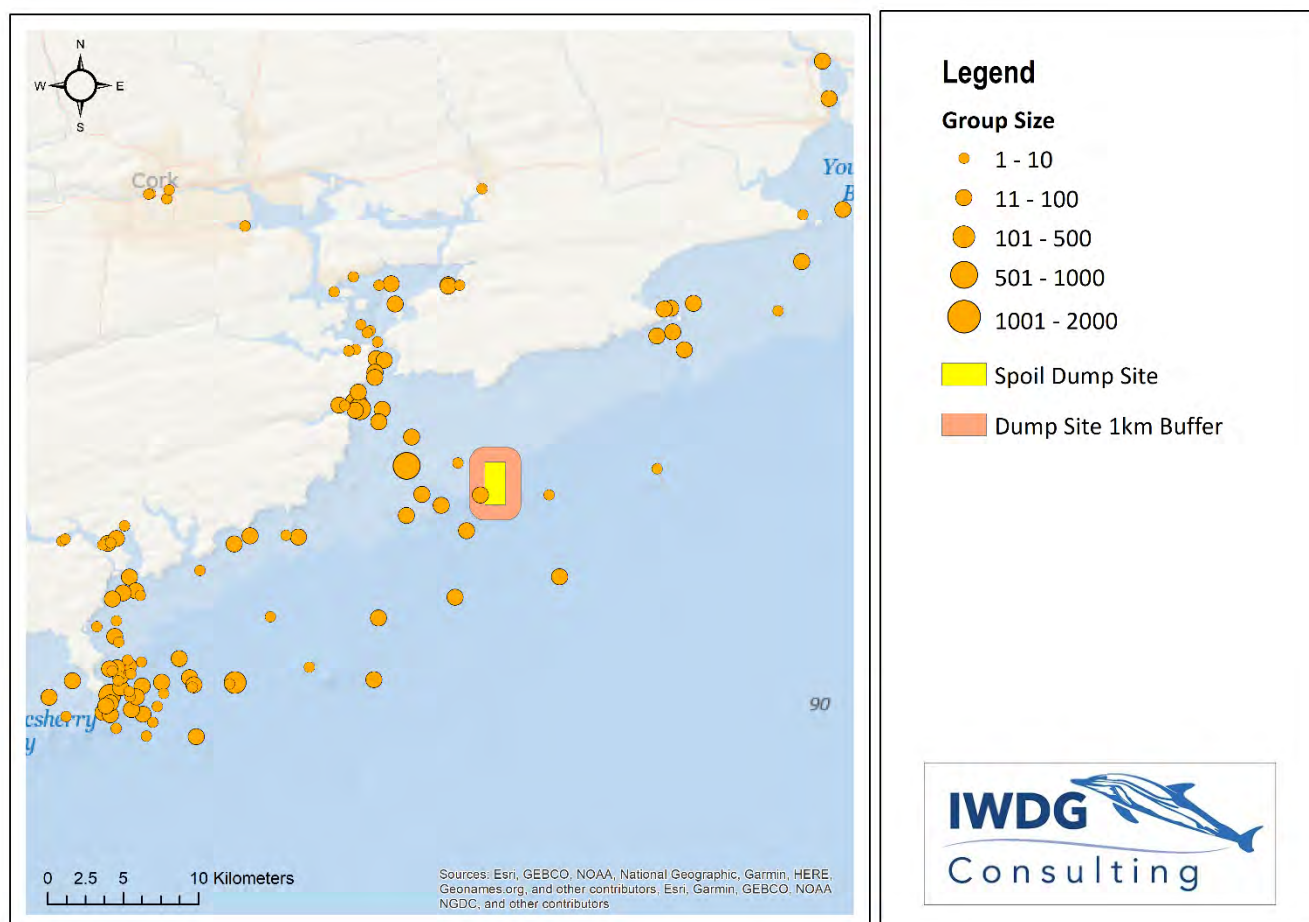 N
W
E
S
Cork
You
B
csherry
y
90
0 2.5 5 10 Kilometers
Sources: Esri, GEBCO, NOAA, National Geographic, Garmin, HERE,
Geonames.org, and other contributors, Esri, Garmin, GEBCO, NOAA
NGDC, and other contributors
Legend
Group Size
1 - 10
11 - 100
101 - 500
501 - 1000
1001 - 2000
Spoil Dump Site
Dump Site 1km Buffer
IWDG
Consulting